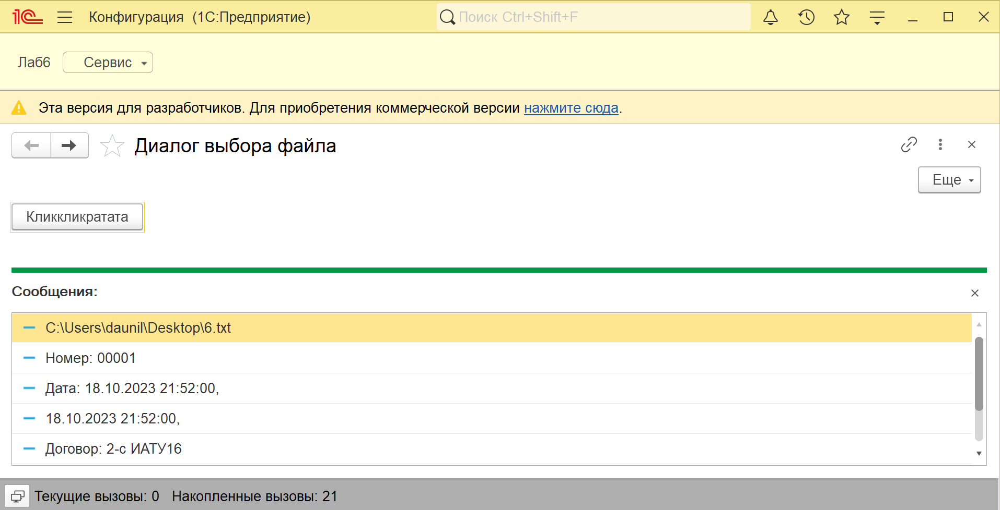 1С Конфигурация (1С:Предприятие) Поиск Ctrl+Shift+F
Лаб6 Сервис
Эта версия для разработчиков. Для приобретения коммерческой версии нажмите сюда.
Диалог выбора файла
Еще
Кликкликратата
Сообщения:
C:\Users\daunil\Desktop\6.txt
Номер: 00001
Дата: 18.10.2023 21:52:00,
18.10.2023 21:52:00,
Договор: 2-с ИАТУ16
Текущие вызовы: 0 Накопленные вызовы: 21